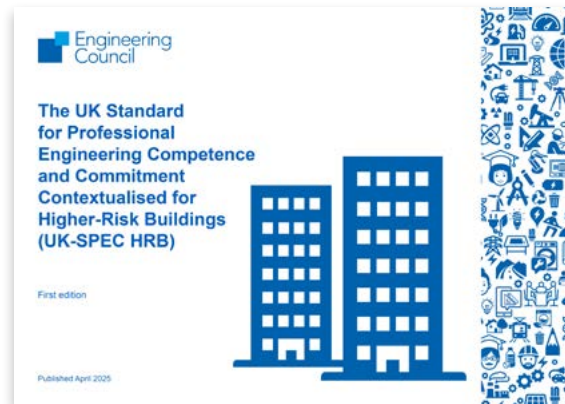 Engineering
Council
The UK Standard
for Professional
Engineering Competence
and Commitment
Contextualised for
Higher-Risk Buildings
(UK-SPEC HRB)
First edition
Published April 2025